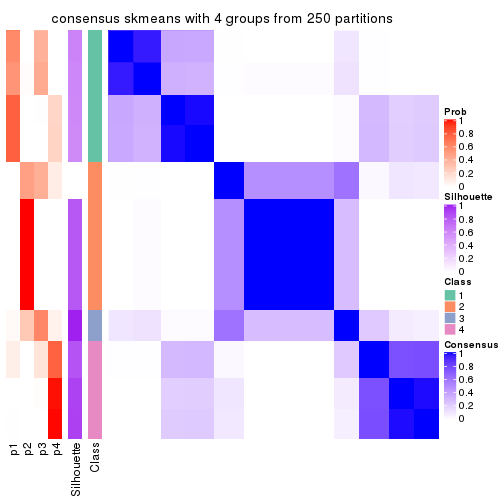 consensus skmeans with 4 groups from 250 partitions
Prob
1
0.8
0.6
0.4
0.2
0
Silhouette
1
0.8
0.6
0.4
0.2
0
Class
1
2
3
4
Consensus
1
0.8
0.6
0.4
0.2
0
p1
p2
p3
p4
Silhouette
Class